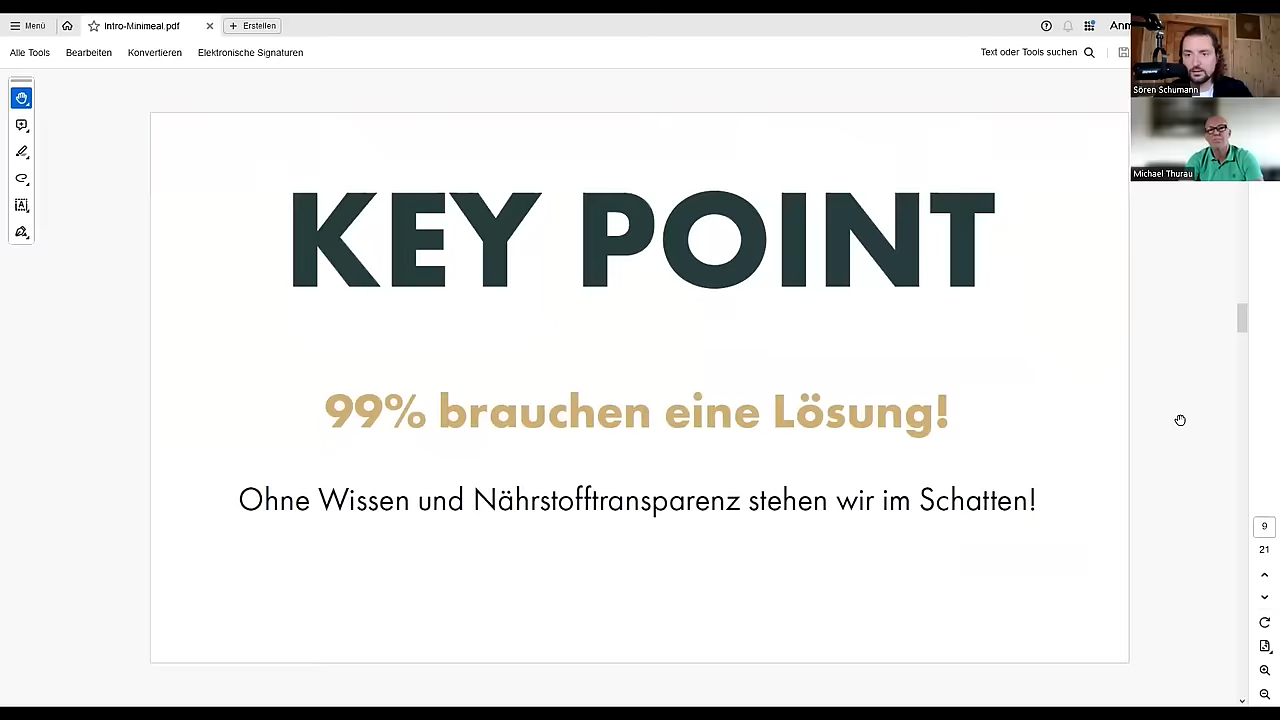 Menü
Intro-Minimeal.pdf
Erstellen
Alle Tools
Bearbeiten
Konvertieren
Elektronische Signaturen
Text oder Tools suchen
Sören Schumann
Michael Thurau
KEY POINT
99% brauchen eine Lösung!
Ohne Wissen und Nährstofftransparenz stehen wir im Schatten!
9
21